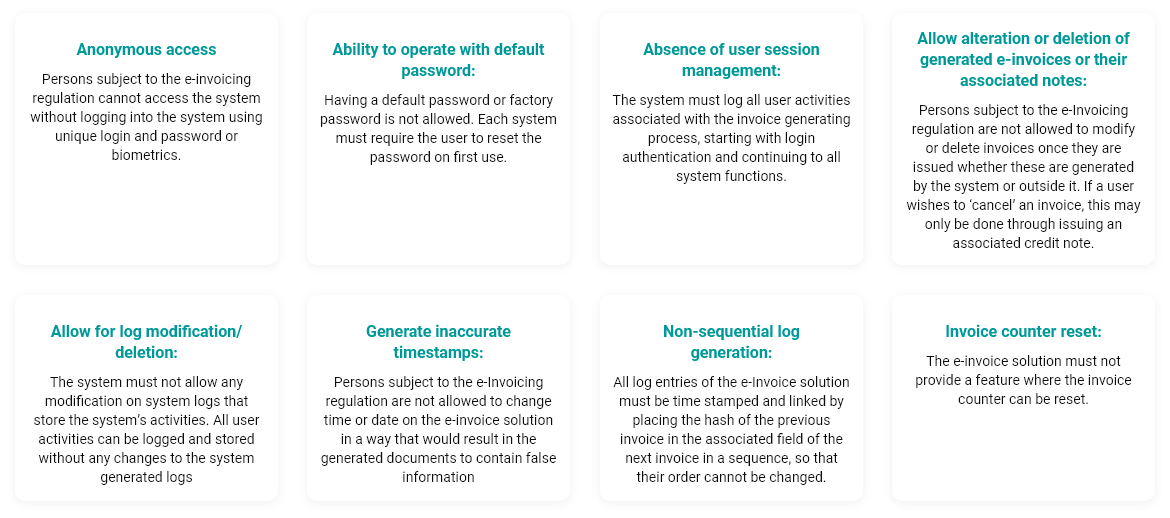 Anonymous access
Persons subject to the e-invoicing
regulation cannot access the system
without logging into the system using
unique login and password or
biometrics.
Ability to operate with default
password:
Having a default password or factory
password is not allowed. Each system
must require the user to reset the
password on first use.
Absence of user session
management:
The system must log all user activities
associated with the invoice generating
process, starting with login
authentication and continuing to all
system functions.
Allow alteration or deletion of
generated e-invoices or their
associated notes:
Persons subject to the e-Invoicing
regulation are not allowed to modify
or delete invoices once they are
issued whether these are generated
by the system or outside it. If a user
wishes to ‘cancel’ an invoice, this may
only be done through issuing an
associated credit note.
Allow for log modification/
deletion:
The system must not allow any
modification on system logs that
store the system’s activities. All user
activities can be logged and stored
without any changes to the system
generated logs
Generate inaccurate
timestamps:
Persons subject to the e-Invoicing
regulation are not allowed to change
time or date on the e-invoice solution
in a way that would result in the
generated documents to contain false
information
Non-sequential log
generation:
All log entries of the e-Invoice solution
must be time stamped and linked by
placing the hash of the previous
invoice in the associated field of the
next invoice in a sequence, so that
their order cannot be changed.
Invoice counter reset:
The e-invoice solution must not
provide a feature where the invoice
counter can be reset.